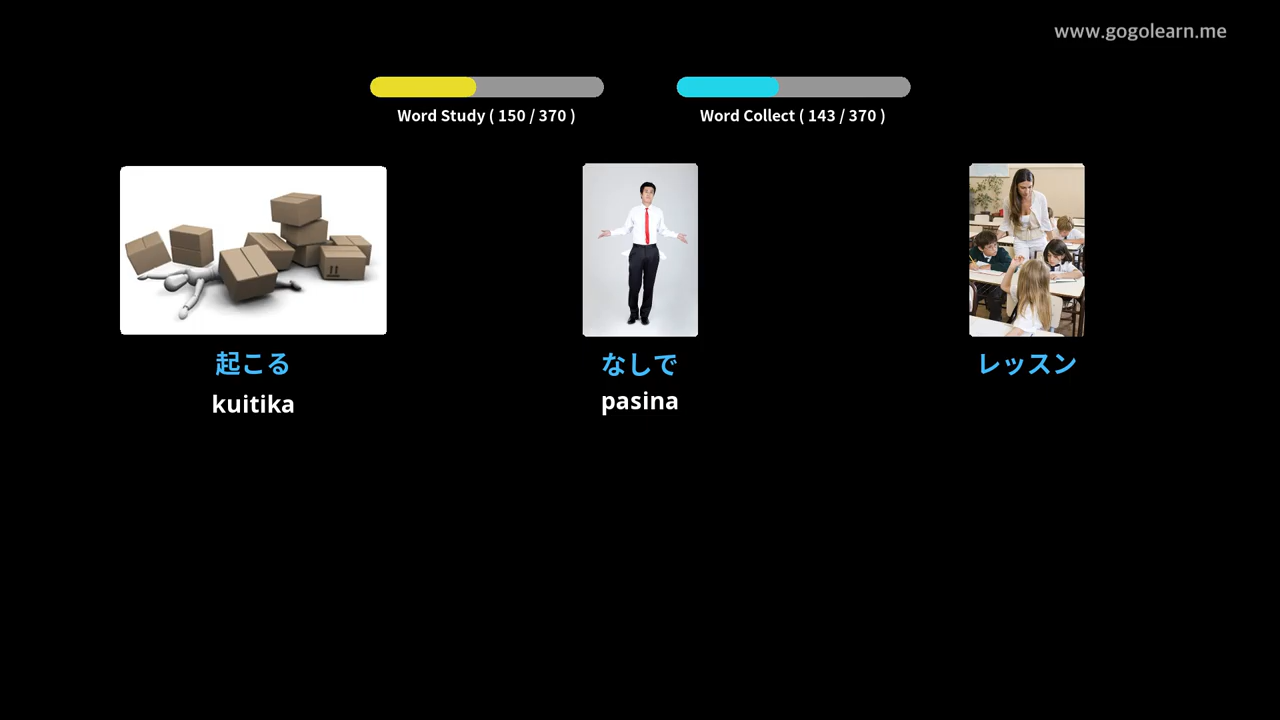 www.gogolearn.me
Word Study ( 150 / 370 )
Word Collect ( 143 / 370 )
起こる
なしで
レッスン
kuitika
pasina